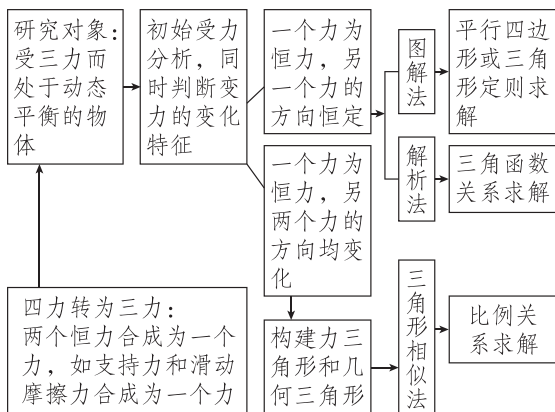 研究对象:
受三力而
处于动态
平衡的物
体
初始受力
分析，同
时判断变
力的变化
特征
一个力为
恒力，另
一个力的
方向恒定
图解法
平行四边
形或三角
形定则求
解
解析法
三角函数
关系求解
一个力为
恒力，另
两个力的
方向均变
化
四力转为三力:
两个恒力合成为一个
力，如支持力和滑动
摩擦力合成为一个力
构建力三
角形和几
何三角形
三角形相似法
比例关
系求解